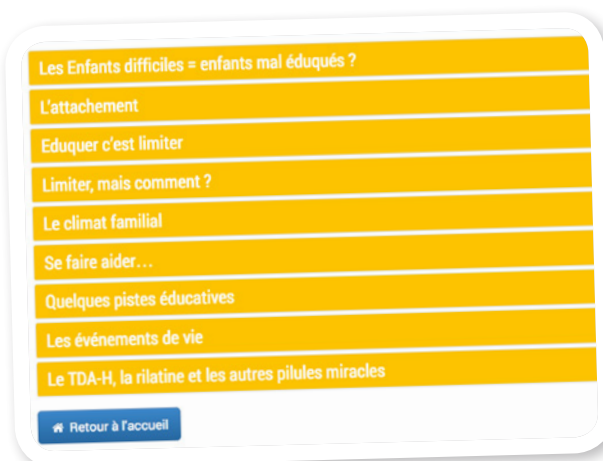 Les Enfants difficiles = enfants mal éduqués ?
L'attachement
Eduquer c'est limiter
Limiter, mais comment ?
Le climat familial
Se faire aider…
Quelques pistes éducatives
Les événements de vie
Le TDA-H, la rilatine et les autres pilules miracles
Retour à l'accueil